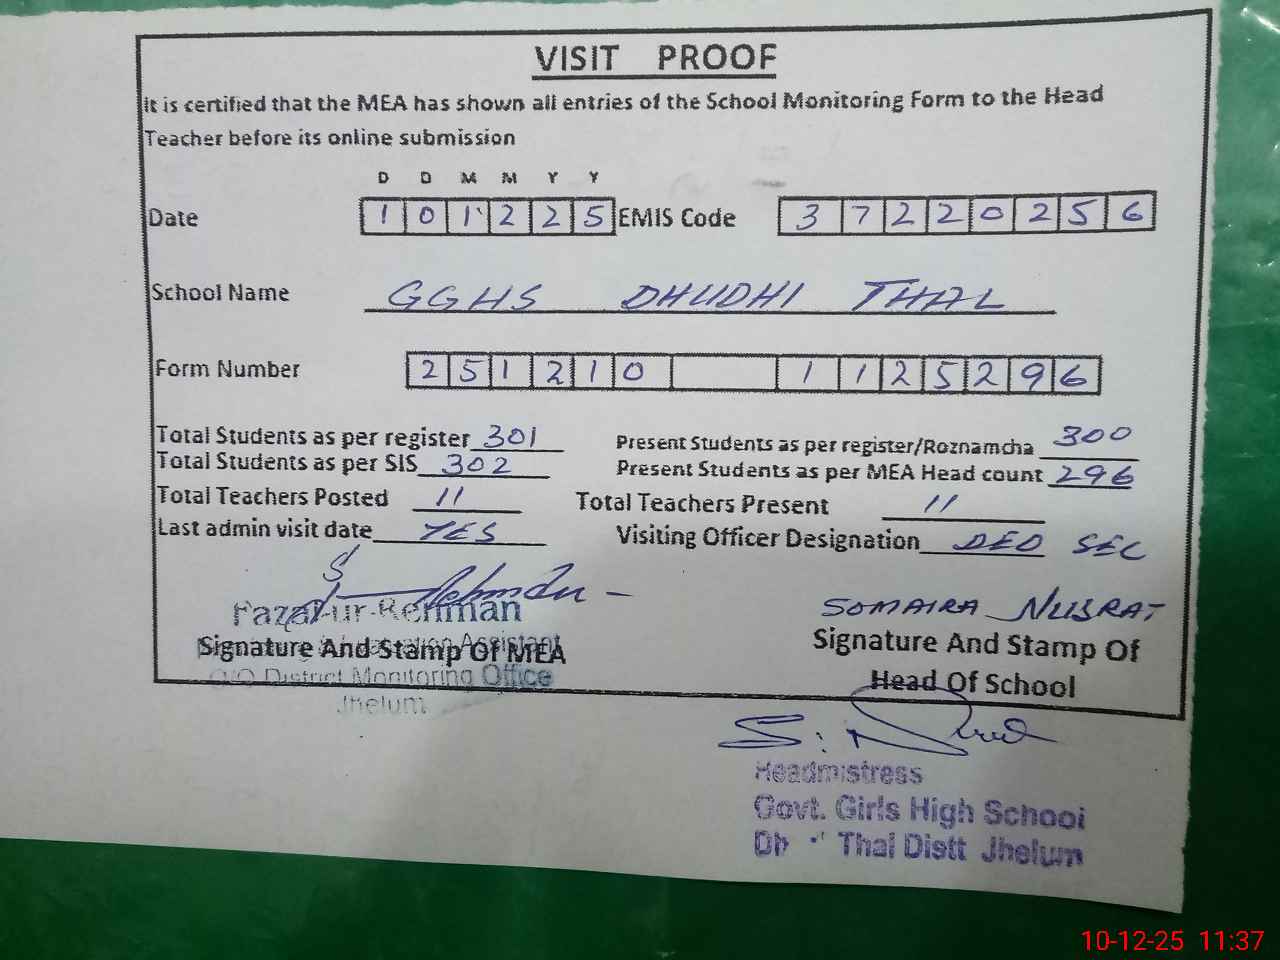 VISIT PROOF
It is certified that the MEA has shown all entries of the School Monitoring Form to the Head
Teacher before its online submission
D D M M Y Y
Date 1 0 1 2 2 5 EMIS Code 3 7 2 2 0 2 5 6
School Name GGHS DHUDHI THAL
Form Number 2 5 1 2 1 0 1 1 2 5 2 9 6
Total Students as per register 301 Present Students as per register/Roznamcha 300
Total Students as per SIS 302 Present Students as per MEA Head count 296
Total Teachers Posted 11 Total Teachers Present 11
Last admin visit date YES Visiting Officer Designation DEO SEC
Fazal-ur-Rehman SOMAIRA NUSRAT
Signature And Stamp Of MEA Signature And Stamp Of
Assistant
C/O District Monitoring Office Head Of School
Jhelum
Headmistress
Govt. Girls High School
Thal Distt Jhelum
10-12-25 11:37